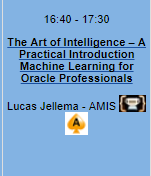 16:40 - 17:30
The Art of Intelligence – A
Practical Introduction
Machine Learning for
Oracle Professionals
Lucas Jellema - AMIS